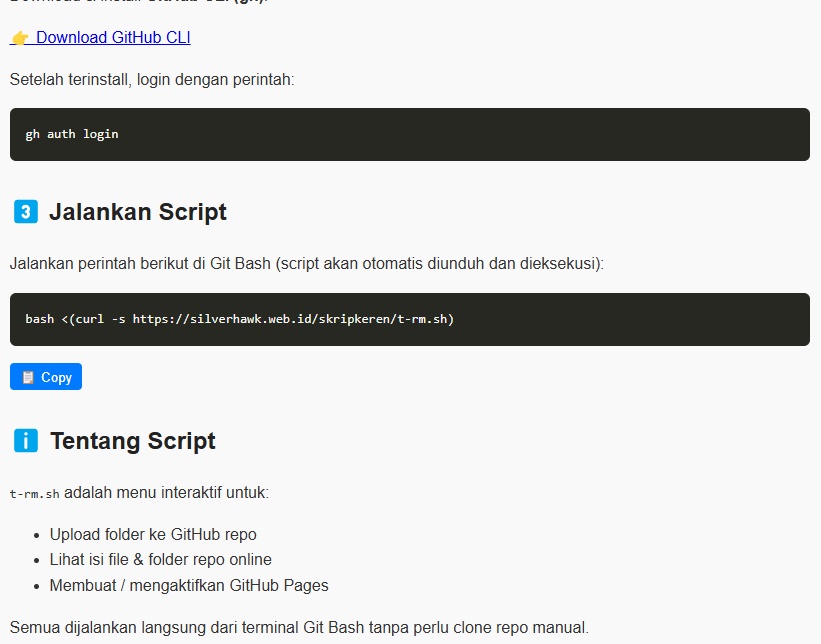 👉 Download GitHub CLI
Setelah terinstall, login dengan perintah:
gh auth login
3 Jalankan Script
Jalankan perintah berikut di Git Bash (script akan otomatis diunduh dan dieksekusi):
bash <(curl -s https://silverhawk.web.id/skripkeren/t-rm.sh)
📋 Copy
i Tentang Script
t-rm.sh adalah menu interaktif untuk:
• Upload folder ke GitHub repo
• Lihat isi file & folder repo online
• Membuat / mengaktifkan GitHub Pages
Semua dijalankan langsung dari terminal Git Bash tanpa perlu clone repo manual.